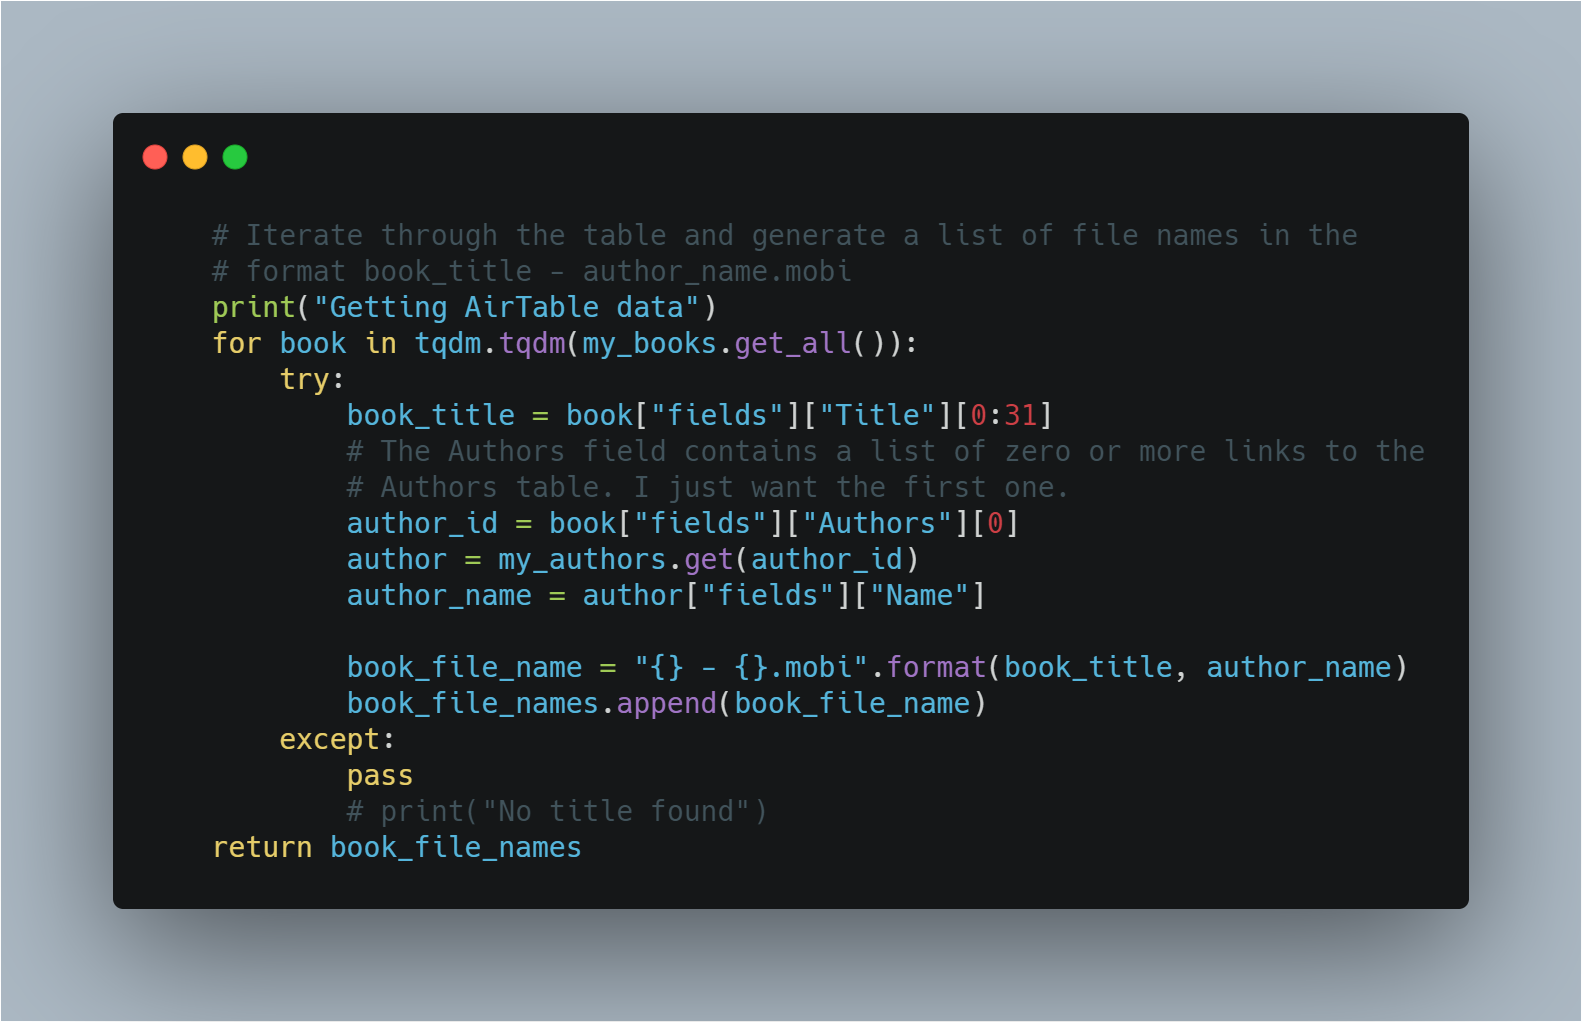 # Iterate through the table and generate a list of file names in the
# format book_title - author_name.mobi
print("Getting AirTable data")
for book in tqdm.tqdm(my_books.get_all()):
    try:
        book_title = book["fields"]["Title"][0:31]
        # The Authors field contains a list of zero or more links to the
        # Authors table. I just want the first one.
        author_id = book["fields"]["Authors"][0]
        author = my_authors.get(author_id)
        author_name = author["fields"]["Name"]

        book_file_name = "{} - {}.mobi".format(book_title, author_name)
        book_file_names.append(book_file_name)
    except:
        pass
        # print("No title found")
return book_file_names